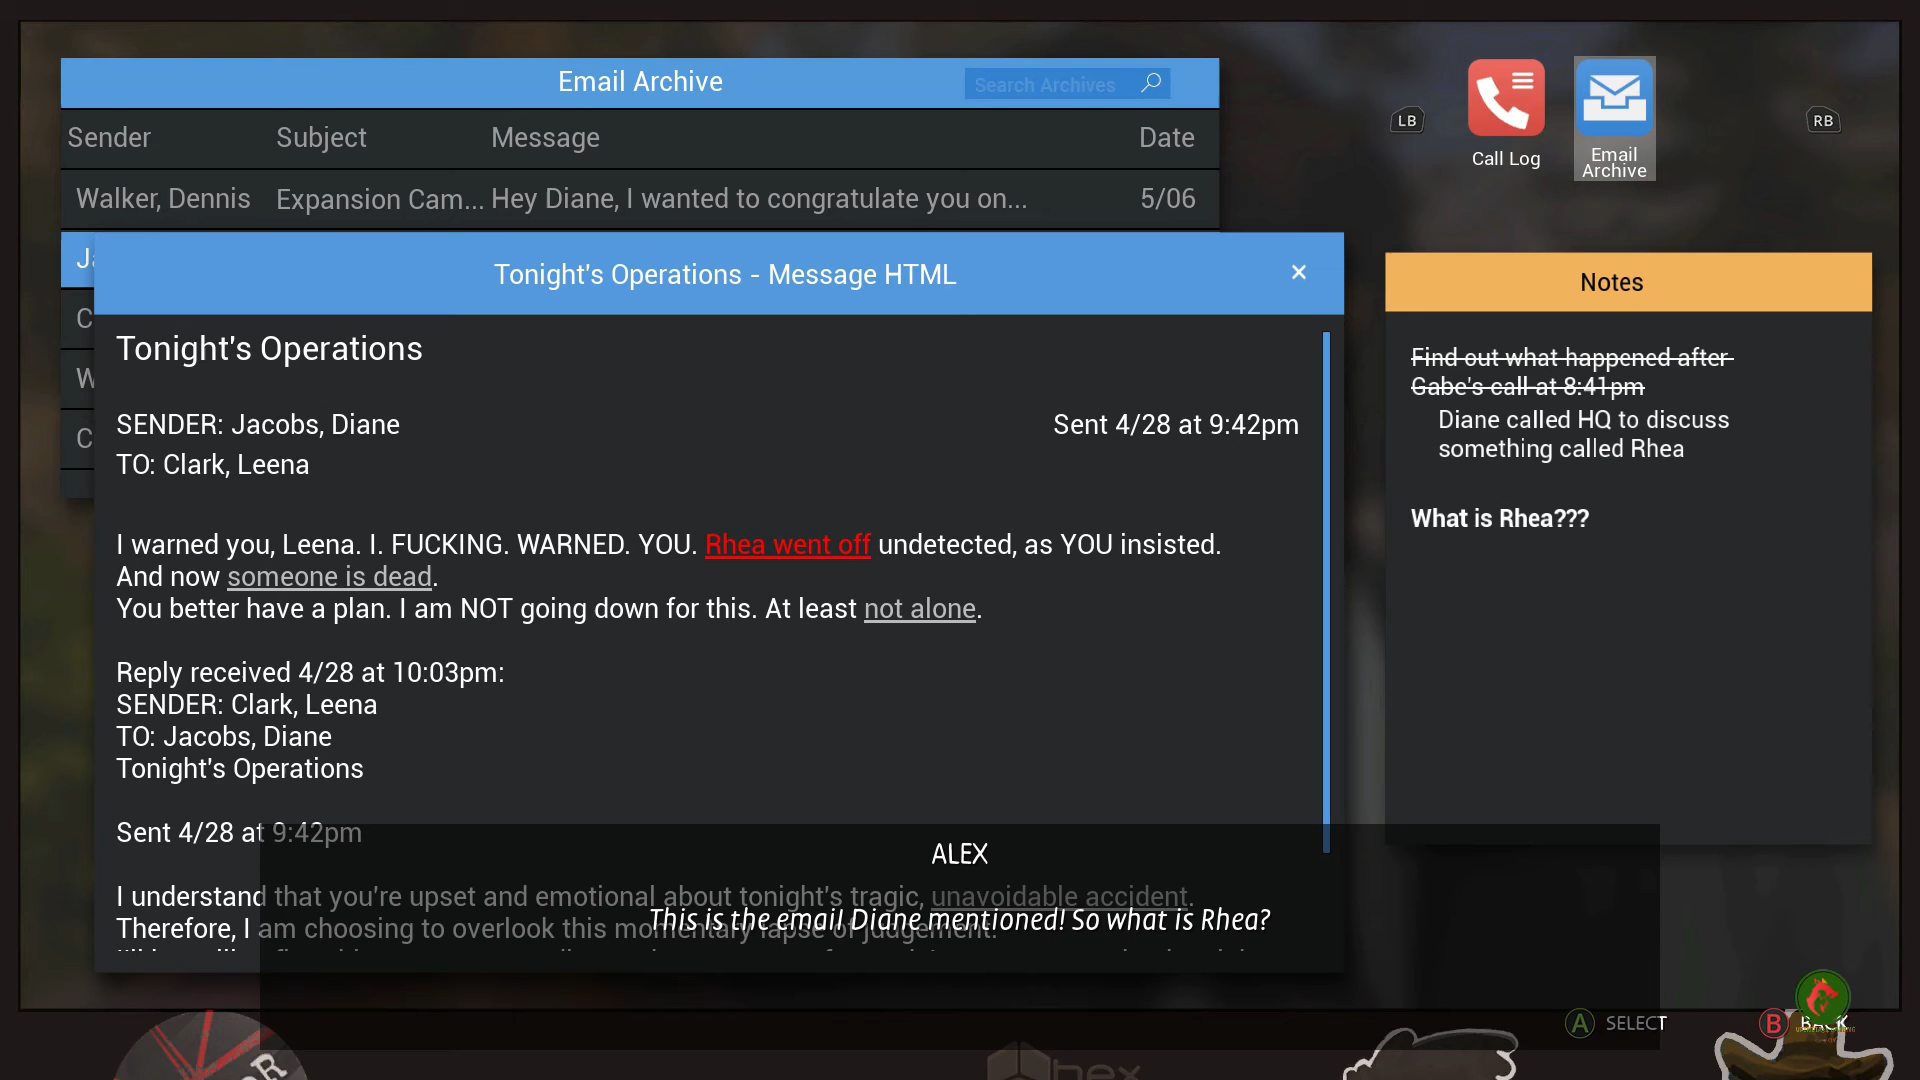 Email Archive
Search Archives
LB
Call Log
Email
Archive
RB
Sender Subject Message Date
Walker, Dennis Expansion Cam... Hey Diane, I wanted to congratulate you on... 5/06
Ja
C
W
C
Tonight's Operations - Message HTML
Tonight's Operations
SENDER: Jacobs, Diane Sent 4/28 at 9:42pm
TO: Clark, Leena
I warned you, Leena. I. FUCKING. WARNED. YOU. Rhea went off undetected, as YOU insisted.
And now someone is dead.
You better have a plan. I am NOT going down for this. At least not alone.
Reply received 4/28 at 10:03pm:
SENDER: Clark, Leena
TO: Jacobs, Diane
Tonight's Operations
Sent 4/28 at 9:42pm
I understand that you're upset and emotional about tonight's tragic, unavoidable accident.
Therefore, I am choosing to overlook this momentary lapse of judgement.
Notes
Find out what happened after
Gabe's call at 8:41pm
Diane called HQ to discuss
something called Rhea
What is Rhea???
ALEX
This is the email Diane mentioned! So what is Rhea?
A SELECT
B BACK
OR
hex